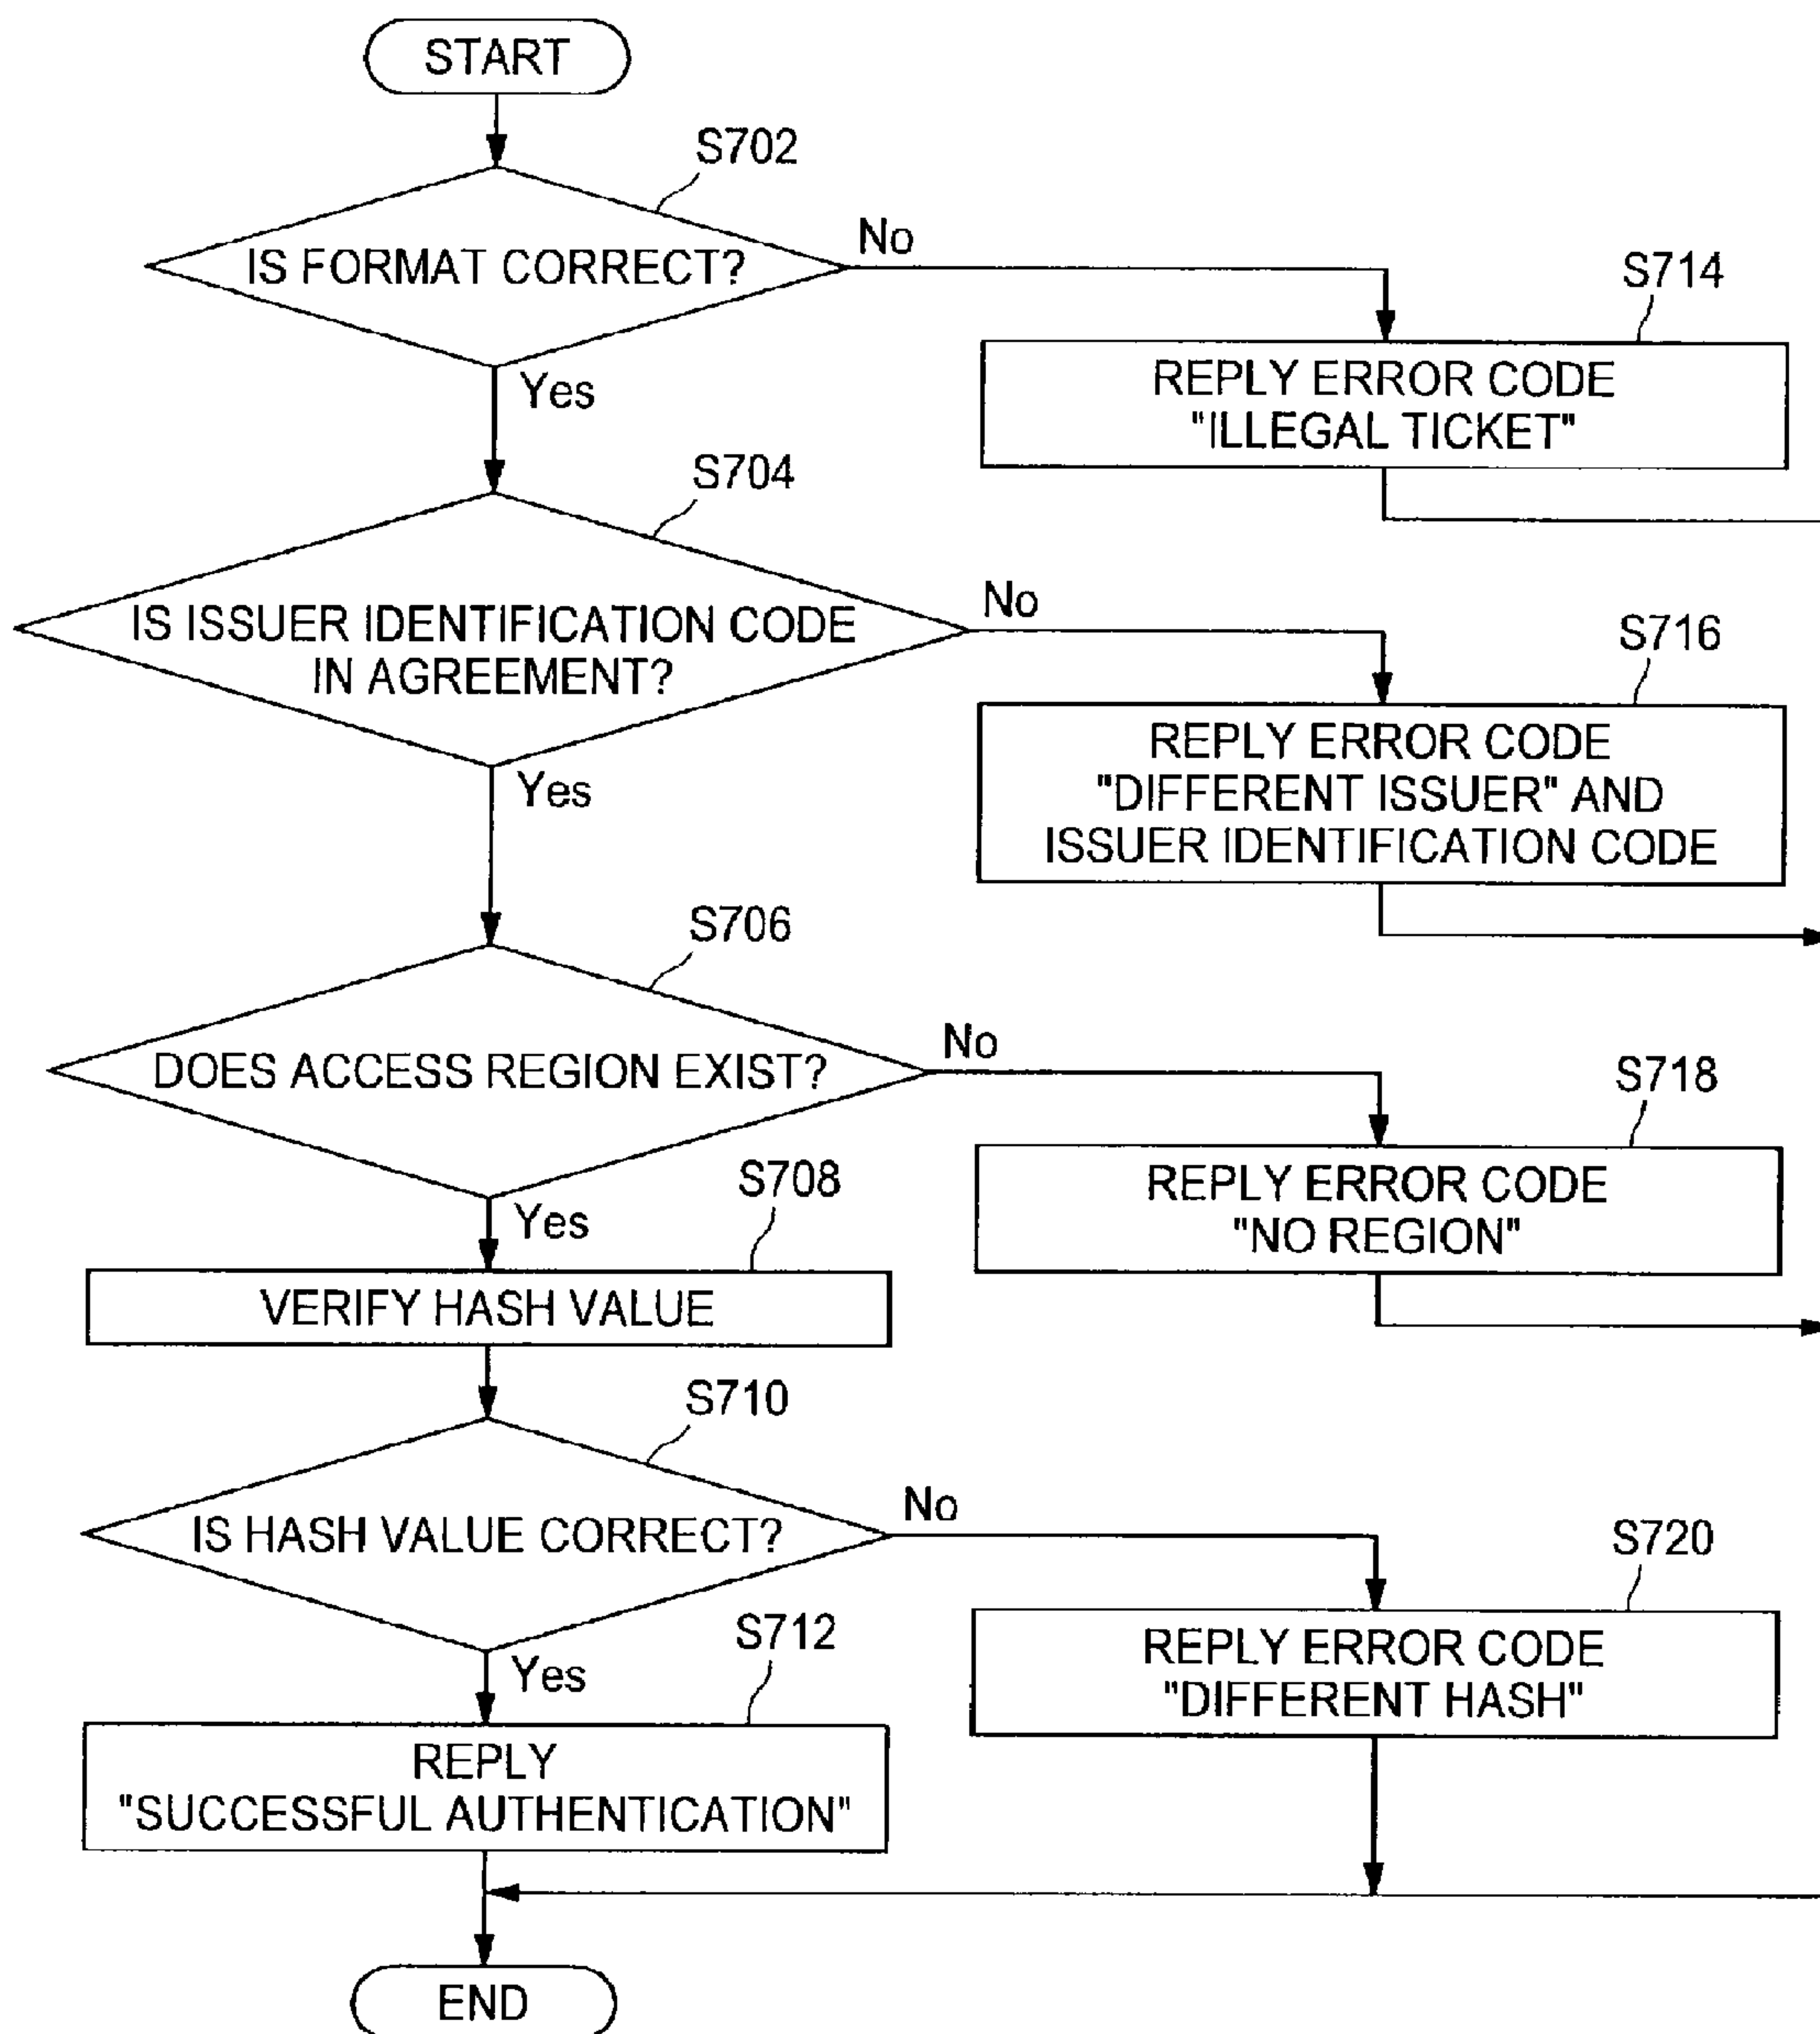 START
S702
IS FORMAT CORRECT?
No
S714
REPLY ERROR CODE
"ILLEGAL TICKET"
Yes
S704
IS ISSUER IDENTIFICATION CODE
IN AGREEMENT?
No
S716
REPLY ERROR CODE
"DIFFERENT ISSUER" AND
ISSUER IDENTIFICATION CODE
Yes
S706
DOES ACCESS REGION EXIST?
No
S718
REPLY ERROR CODE
"NO REGION"
Yes
S708
VERIFY HASH VALUE
S710
IS HASH VALUE CORRECT?
No
S720
REPLY ERROR CODE
"DIFFERENT HASH"
Yes
S712
REPLY
"SUCCESSFUL AUTHENTICATION"
END